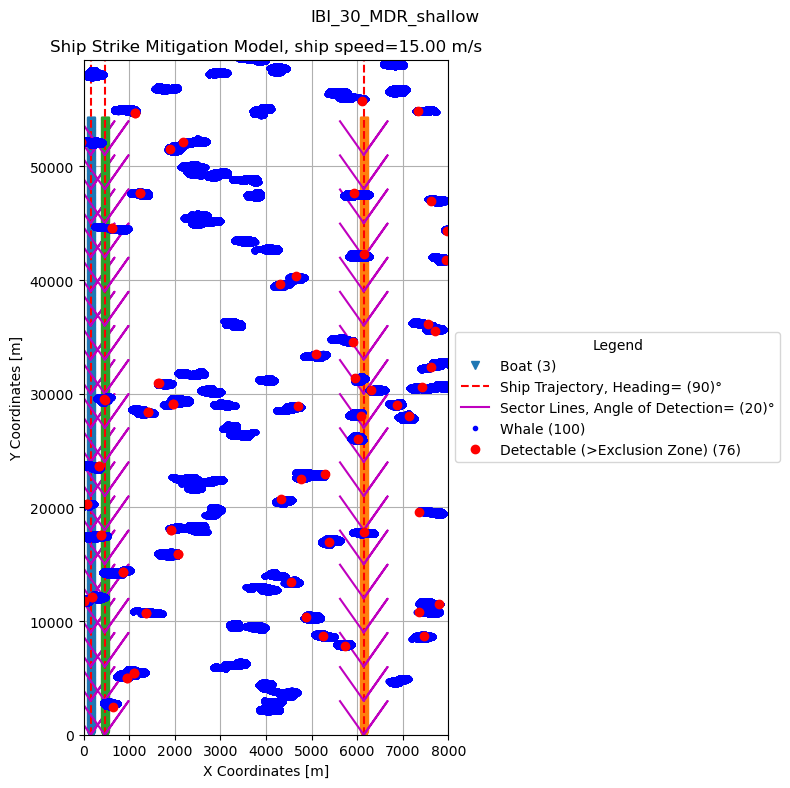 IBI_30_MDR_shallow
Ship Strike Mitigation Model, ship speed=15.00 m/s
50000
40000
30000
20000
10000
0
Y Coordinates [m]
0 1000 2000 3000 4000 5000 6000 7000 8000
X Coordinates [m]
Legend
Boat (3)
Ship Trajectory, Heading= (90)°
Sector Lines, Angle of Detection= (20)°
Whale (100)
Detectable (>Exclusion Zone) (76)